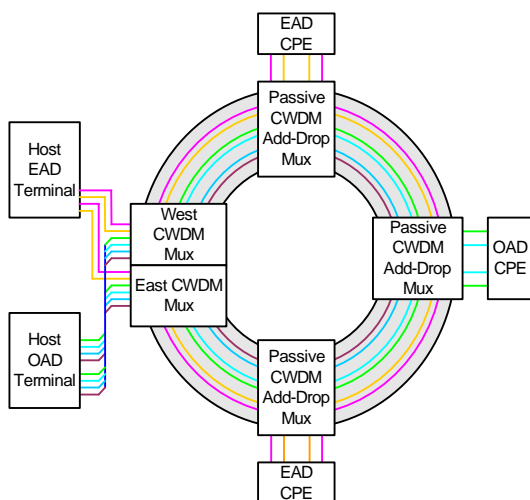 EAD
CPE
Passive
CWDM
Add-Drop
Mux
Host
EAD
Terminal
West
CWDM
Mux
East CWDM
Mux
Passive
CWDM
Add-Drop
Mux
OAD
CPE
Host
OAD
Terminal
Passive
CWDM
Add-Drop
Mux
EAD
CPE